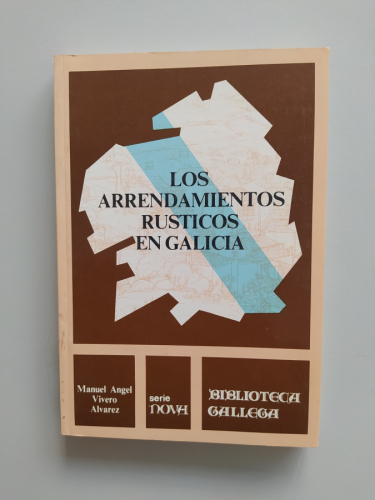 LOS
ARRENDAMIENTOS
RUSTICOS
EN GALICIA
Manuel Angel
Vivero
Alvarez
serie
NOVA
BIBLIOTECA
GALLEGA